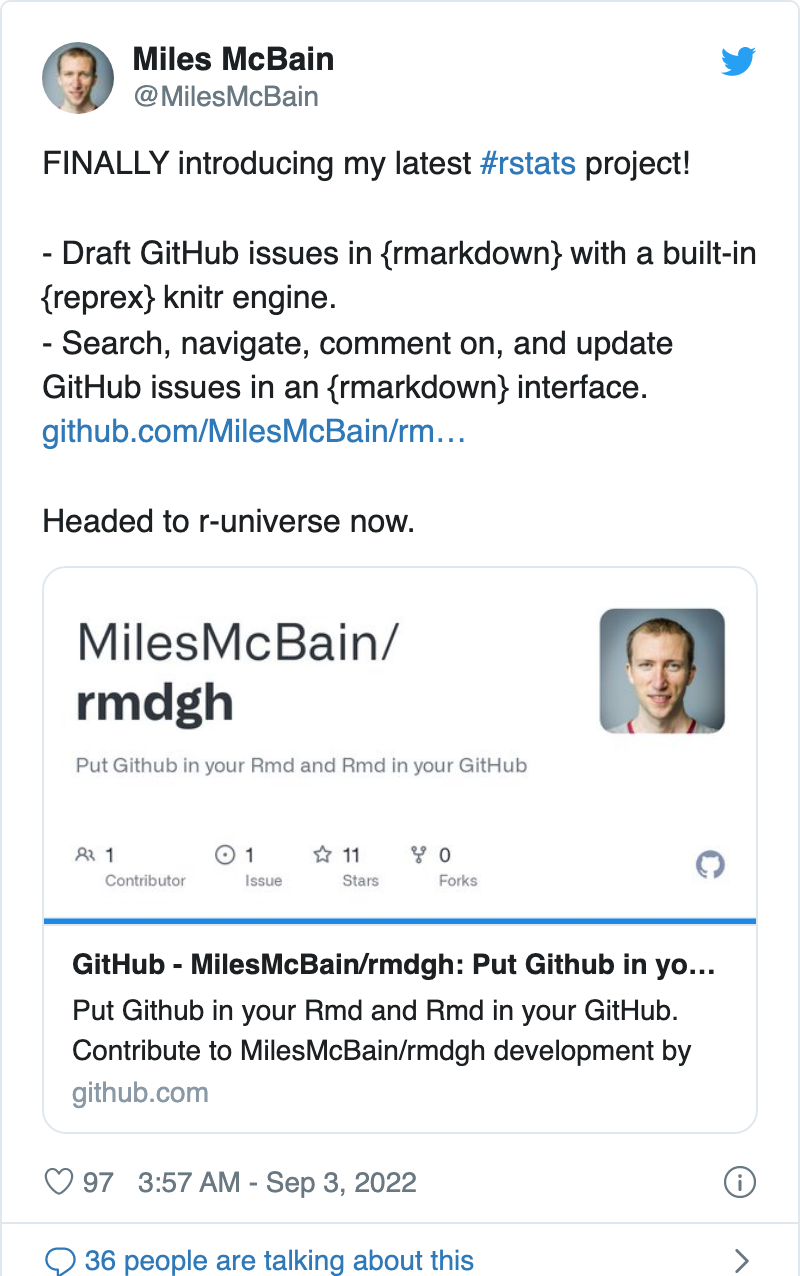 Miles McBain
@MilesMcBain
FINALLY introducing my latest #rstats project!
- Draft GitHub issues in {rmarkdown} with a built-in
{reprex} knitr engine.
- Search, navigate, comment on, and update
GitHub issues in an {rmarkdown} interface.
github.com/MilesMcBain/rm…
Headed to r-universe now.
MilesMcBain/
rmdgh
Put Github in your Rmd and Rmd in your GitHub
1 1 11 0
Contributor Issue Stars Forks
GitHub - MilesMcBain/rmdgh: Put Github in yo…
Put Github in your Rmd and Rmd in your GitHub.
Contribute to MilesMcBain/rmdgh development by
github.com
97 3:57 AM - Sep 3, 2022
36 people are talking about this